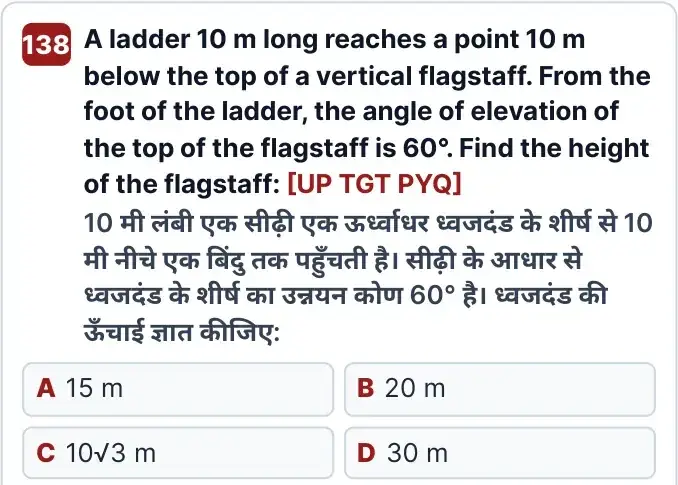 138 A ladder 10 m long reaches a point 10 m
below the top of a vertical flagstaff. From the
foot of the ladder, the angle of elevation of
the top of the flagstaff is 60°. Find the height
of the flagstaff: [UP TGT PYQ]
10 मी लंबी एक सीढ़ी एक ऊर्ध्वाधर ध्वजदंड के शीर्ष से 10
मी नीचे एक बिंदु तक पहुँचती है। सीढ़ी के आधार से
ध्वजदंड के शीर्ष का उन्नयन कोण 60° है। ध्वजदंड की
ऊँचाई ज्ञात कीजिए:
A 15 m
B 20 m
C 10√3 m
D 30 m